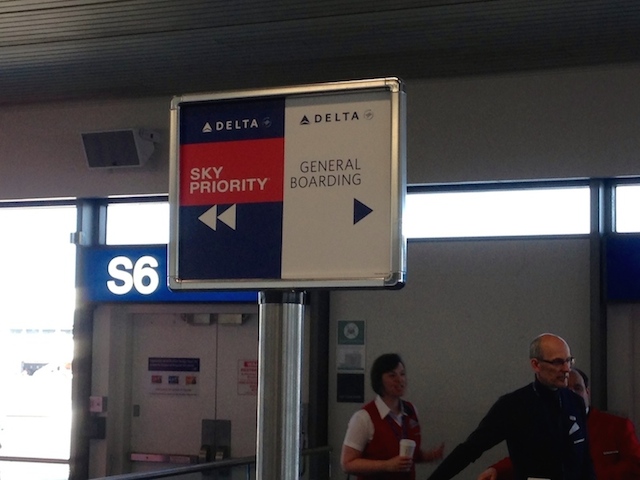 DELTA
SKY
PRIORITY
DELTA
GENERAL
BOARDING
S6